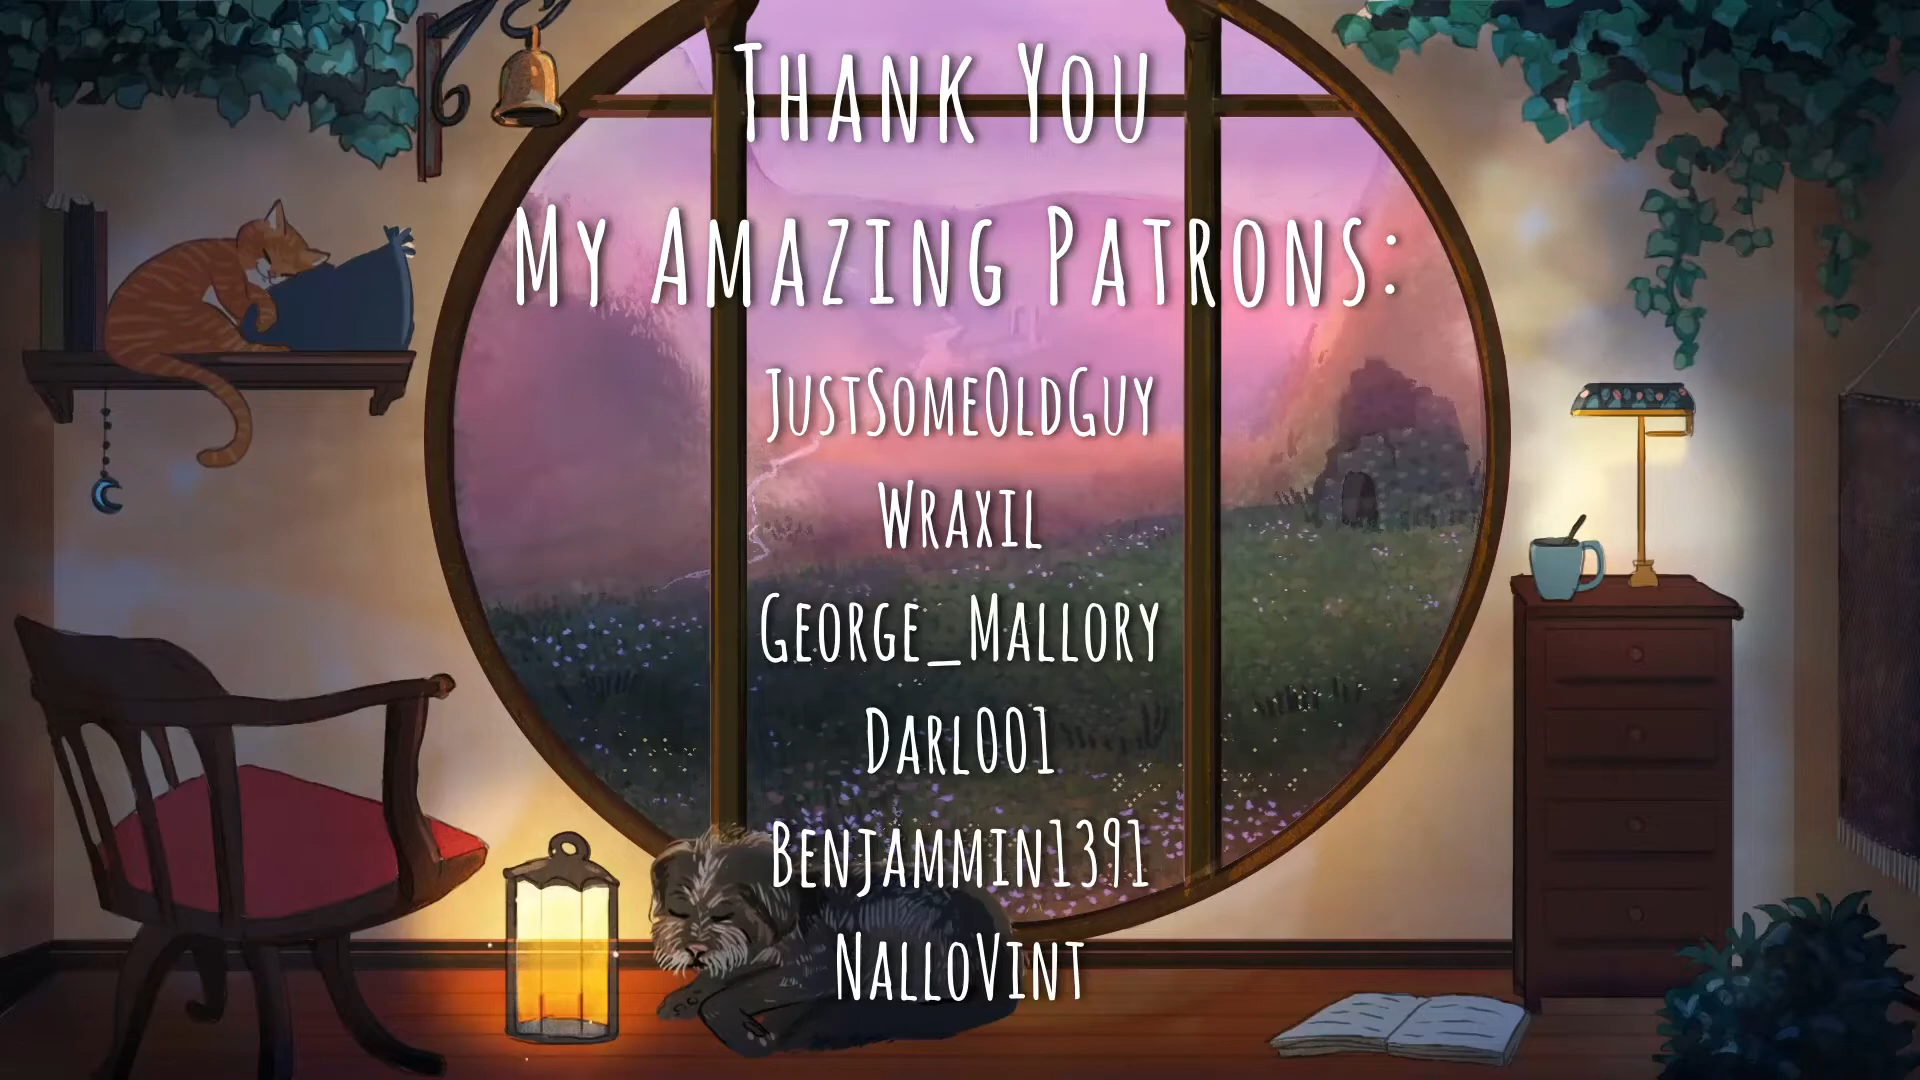 Thank You
My Amazing Patrons:
JustSomeOldGuy
Wraxil
George_Mallory
Darl001
Benjammin1391
NalloVint